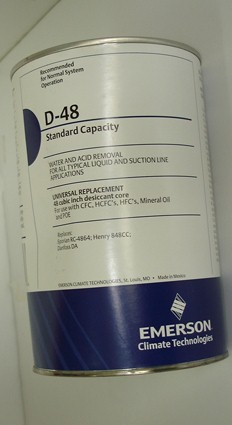 Recommended
for Normal System
Operation
D-48
Standard Capacity
WATER AND ACID REMOVAL
FOR ALL TYPICAL LIQUID AND SUCTION LINE
APPLICATIONS
UNIVERSAL REPLACEMENT
48 cubic inch desiccant core
For use with CFC, HCFC's, HFC's, Mineral Oil
and POE
Replaces:
Sporlan RC-4864; Henry 848CC;
Danfoss DA
EMERSON CLIMATE TECHNOLOGIES, St. Louis, MO • Made in Mexico
EMERSON
Climate Technologies